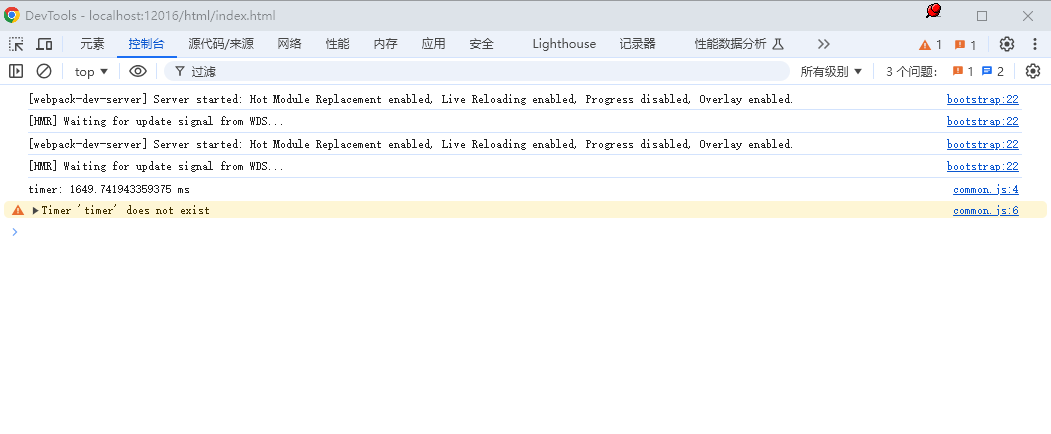 DevTools - localhost:12016/html/index.html
元素 控制台 源代码/来源 网络 性能 内存 应用 安全 Lighthouse 记录器 性能数据分析 1 1
top 过滤 所有级别 3 个问题: 1 2
[webpack-dev-server] Server started: Hot Module Replacement enabled, Live Reloading enabled, Progress disabled, Overlay enabled. bootstrap:22
[HMR] Waiting for update signal from WDS... bootstrap:22
[webpack-dev-server] Server started: Hot Module Replacement enabled, Live Reloading enabled, Progress disabled, Overlay enabled. bootstrap:22
[HMR] Waiting for update signal from WDS... bootstrap:22
timer: 1649.741943359375 ms common.js:4
Timer 'timer' does not exist common.js:6